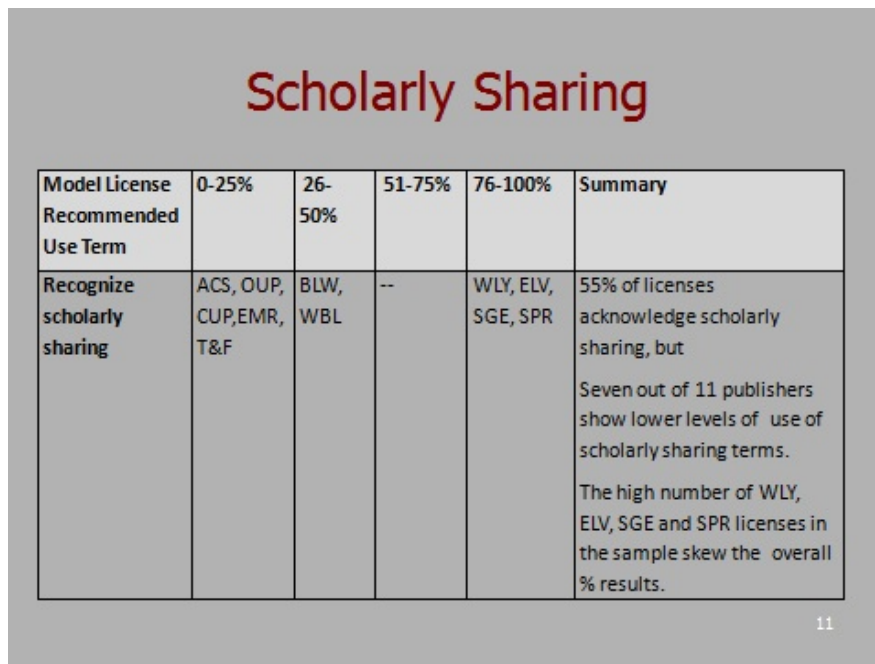 Scholarly Sharing
Model License
Recommended
Use Term
0-25%
26-
50%
51-75%
76-100%
Summary
Recognize
scholarly
sharing
ACS, OUP,
CUP,EMR,
T&F
BLW,
WBL
--
WLY, ELV,
SGE, SPR
55% of licenses
acknowledge scholarly
sharing, but
Seven out of 11 publishers
show lower levels of use of
scholarly sharing terms.
The high number of WLY,
ELV, SGE and SPR licenses in
the sample skew the overall
% results.
11